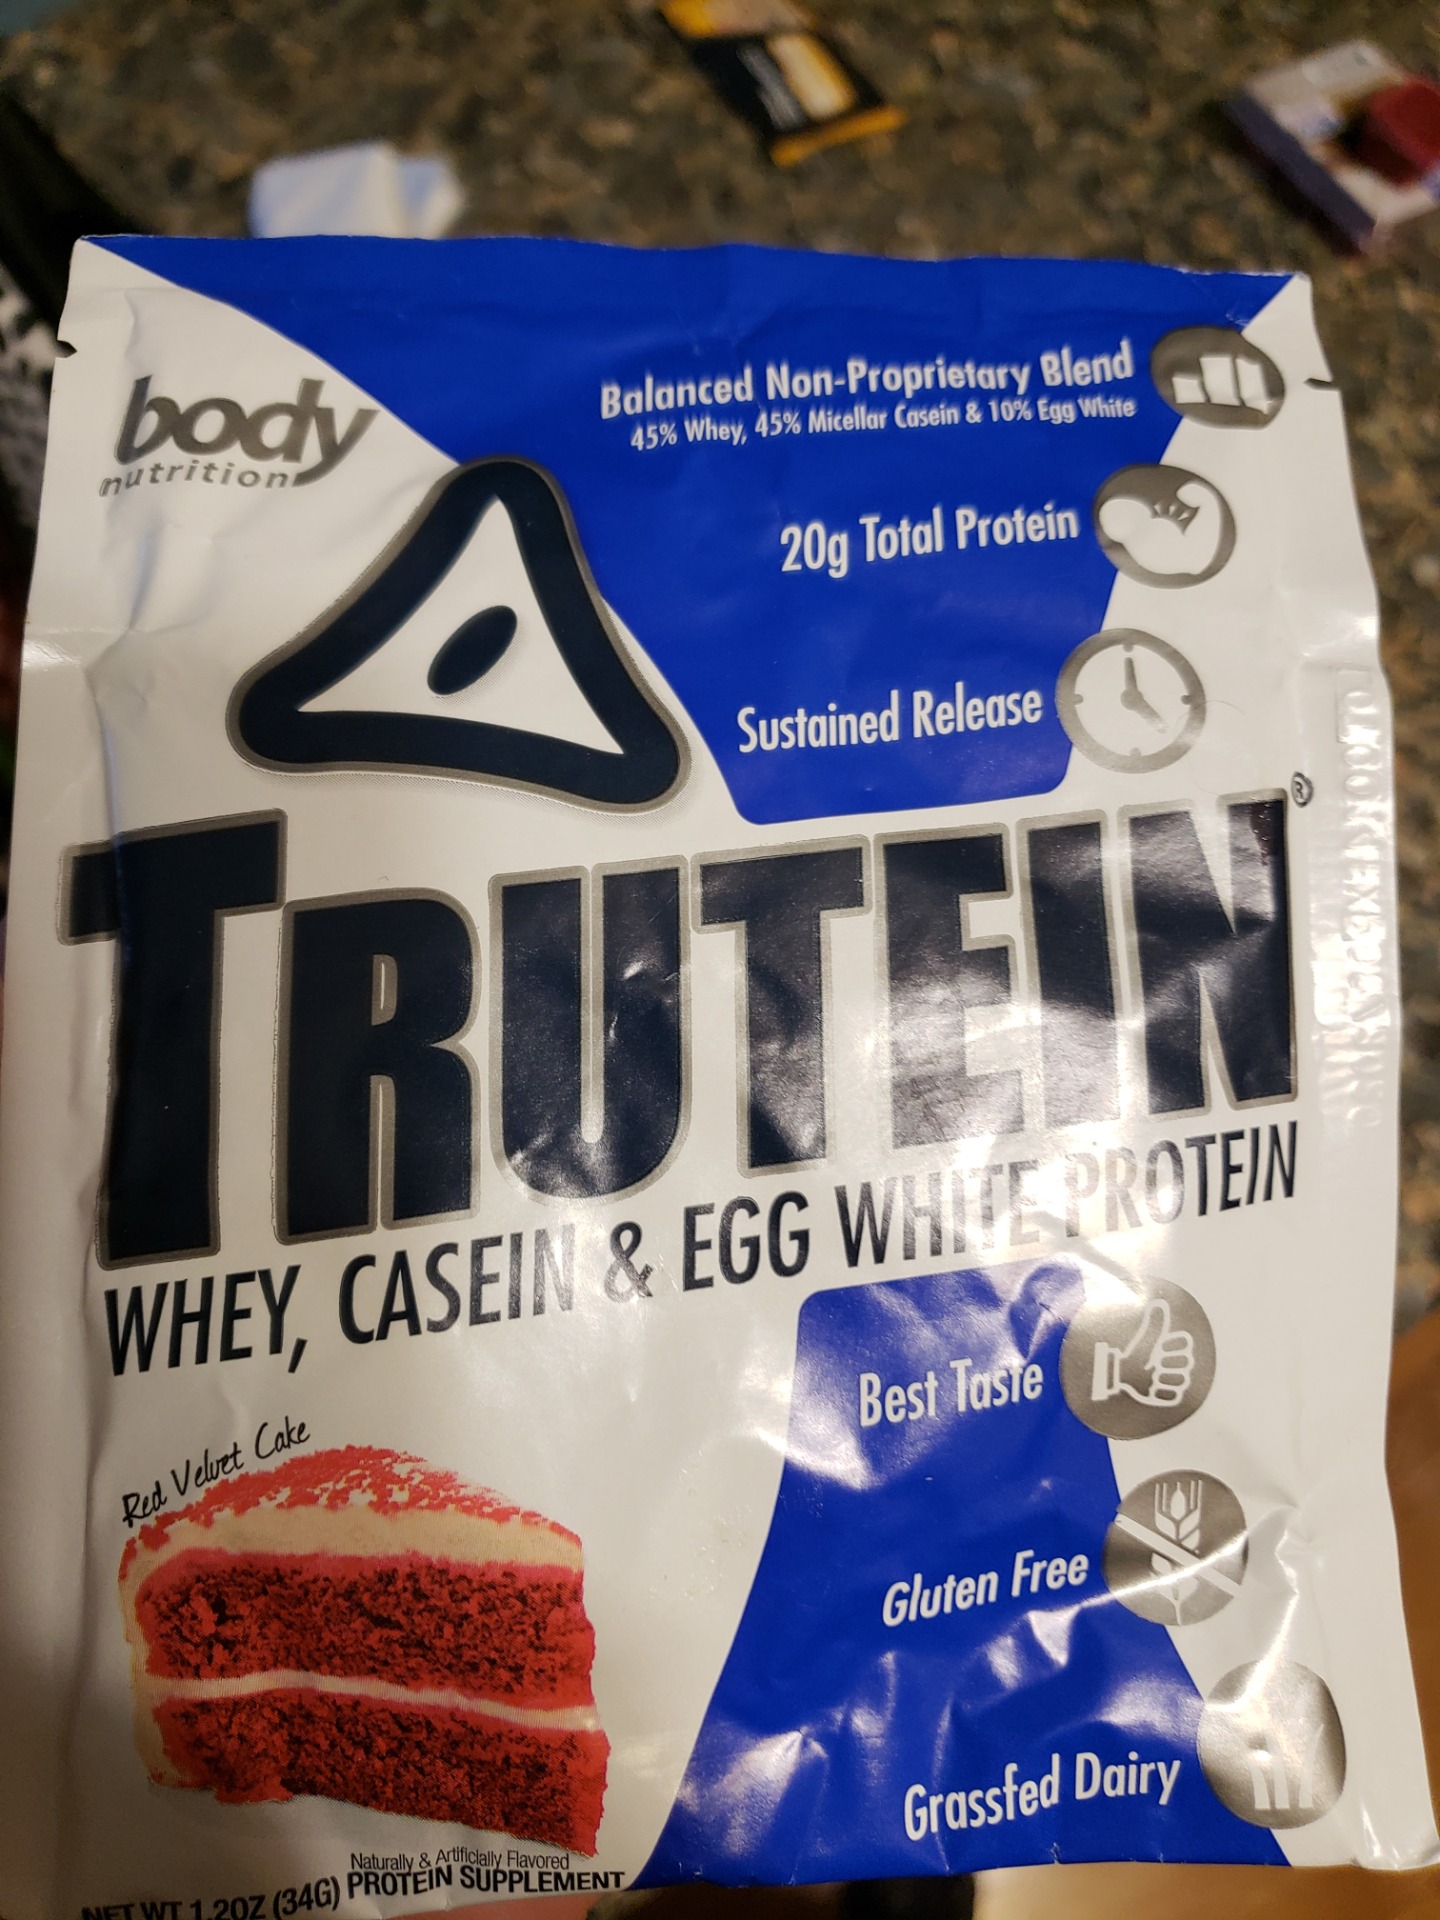 body
nutrition
Balanced Non-Proprietary Blend
45% Whey, 45% Micellar Casein & 10% Egg White
20g Total Protein
Sustained Release
TRUTEIN®
WHEY, CASEIN & EGG WHITE PROTEIN
Best Taste
Red Velvet Cake
Gluten Free
Grassfed Dairy
Naturally & Artificially Flavored
NET WT 1.2OZ (34G) PROTEIN SUPPLEMENT